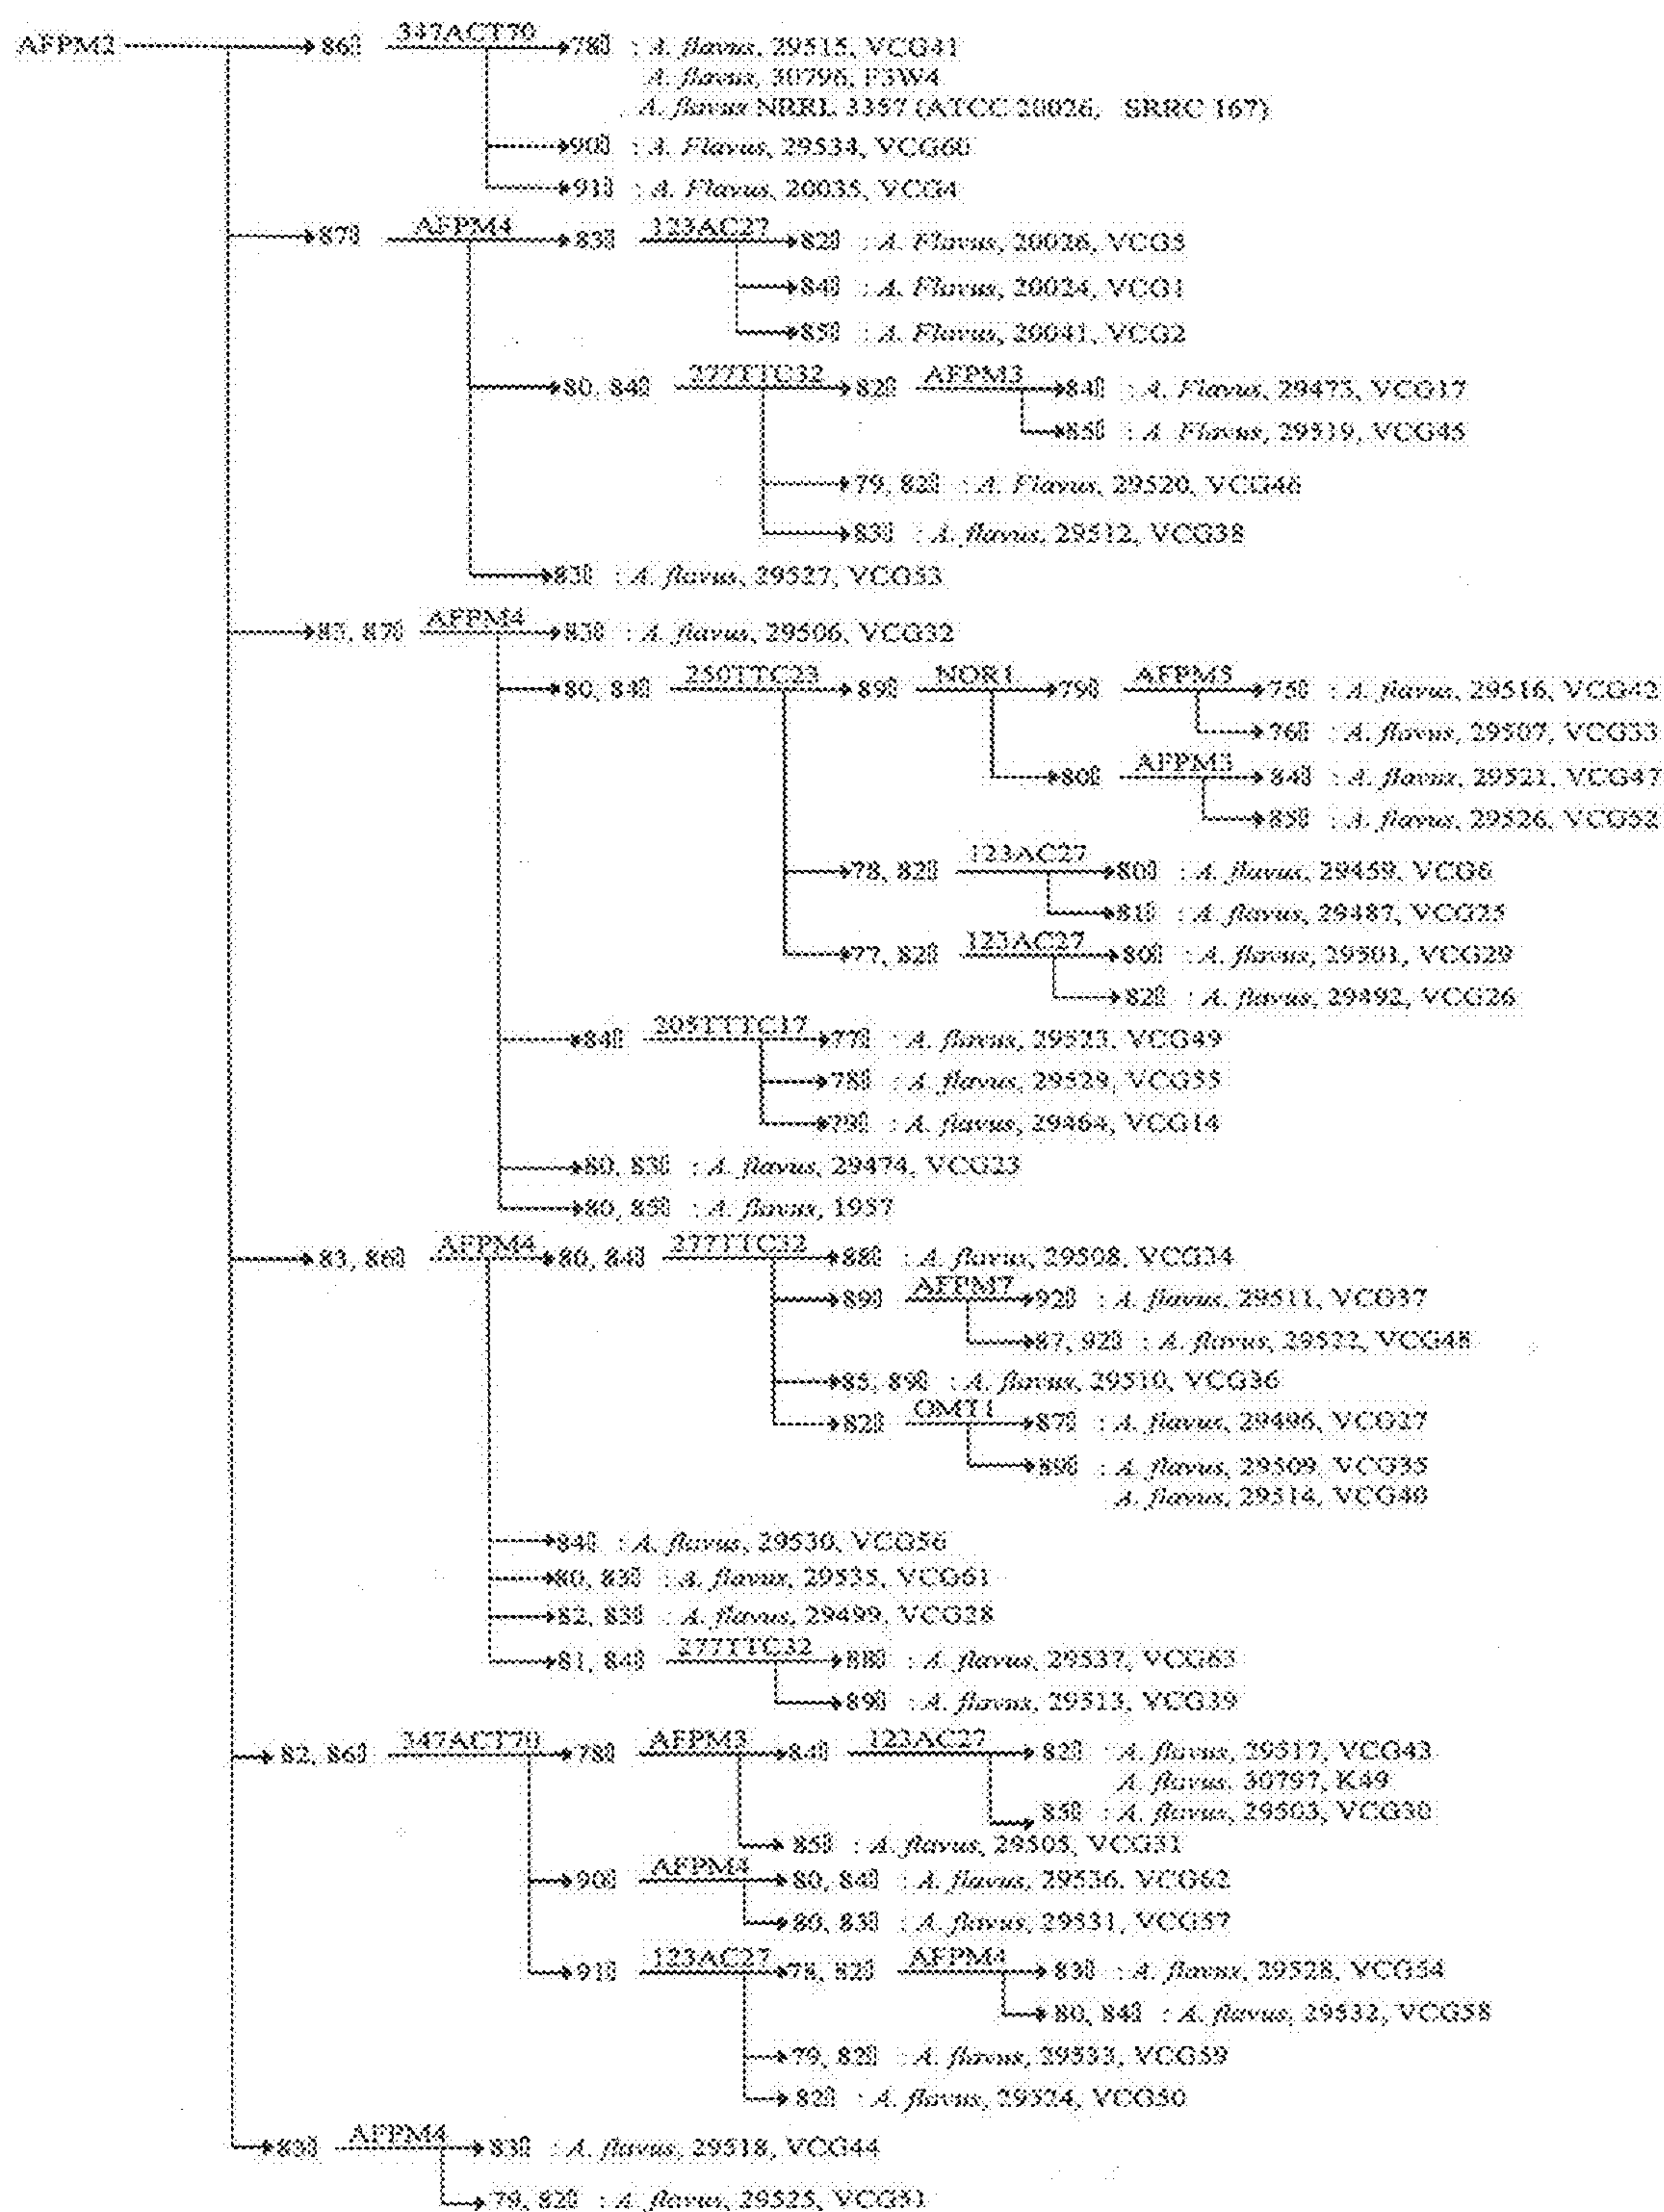 AFPM2 86 347ACT70 78 : A. flavus, 29515, VCG41
A. flavus, 30796, F3W4
A. flavus NRRL 3357 (ATCC 20026, SRRC 167)
90 : A. Flavus, 29534, VCG60
91 : A. Flavus, 20035, VCG4
87 AFPM4 83 123AC27 82 : A. Flavus, 20026, VCG5
84 : A. Flavus, 20024, VCG1
85 : A. Flavus, 20041, VCG2
80, 84 277TTC32 82 AFPM3 84 : A. Flavus, 29473, VCG17
85 : A. Flavus, 29519, VCG45
79, 82 : A. Flavus, 29520, VCG46
83 : A. flavus, 29512, VCG38
83 : A. flavus, 29527, VCG53
83, 87 AFPM4 83 : A. flavus, 29506, VCG32
80, 84 250TTC23 89 NOR1 79 AFPM5 75 : A. flavus, 29516, VCG42
76 : A. flavus, 29507, VCG33
80 AFPM3 84 : A. flavus, 29521, VCG47
85 : A. flavus, 29526, VCG52
78, 82 123AC27 80 : A. flavus, 29459, VCG6
81 : A. flavus, 29487, VCG25
77, 82 123AC27 80 : A. flavus, 29501, VCG29
82 : A. flavus, 29492, VCG26
84 205TTTC17 77 : A. flavus, 29523, VCG49
78 : A. flavus, 29529, VCG55
79 : A. flavus, 29464, VCG14
80, 83 : A. flavus, 29474, VCG23
80, 85 : A. flavus, 1957
83, 86 AFPM4 80, 84 277TTC32 88 : A. flavus, 29508, VCG34
89 AFPM7 92 : A. flavus, 29511, VCG37
87, 92 : A. flavus, 29522, VCG48
85, 89 : A. flavus, 29510, VCG36
82 OMT1 87 : A. flavus, 29496, VCG27
89 : A. flavus, 29509, VCG35
A. flavus, 29514, VCG40
84 : A. flavus, 29530, VCG56
80, 83 : A. flavus, 29535, VCG61
82, 83 : A. flavus, 29499, VCG28
81, 84 277TTC32 88 : A. flavus, 29537, VCG63
89 : A. flavus, 29513, VCG39
82, 86 347ACT70 78 AFPM3 84 123AC27 82 : A. flavus, 29517, VCG43
A. flavus, 30797, K49
85 : A. flavus, 29503, VCG30
85 : A. flavus, 29505, VCG31
90 AFPM4 80, 84 : A. flavus, 29536, VCG62
80, 83 : A. flavus, 29531, VCG57
91 123AC27 78, 82 AFPM4 83 : A. flavus, 29528, VCG54
80, 84 : A. flavus, 29532, VCG58
79, 82 : A. flavus, 29533, VCG59
82 : A. flavus, 29524, VCG50
83 AFPM4 83 : A. flavus, 29518, VCG44
79, 82 : A. flavus, 29525, VCG51